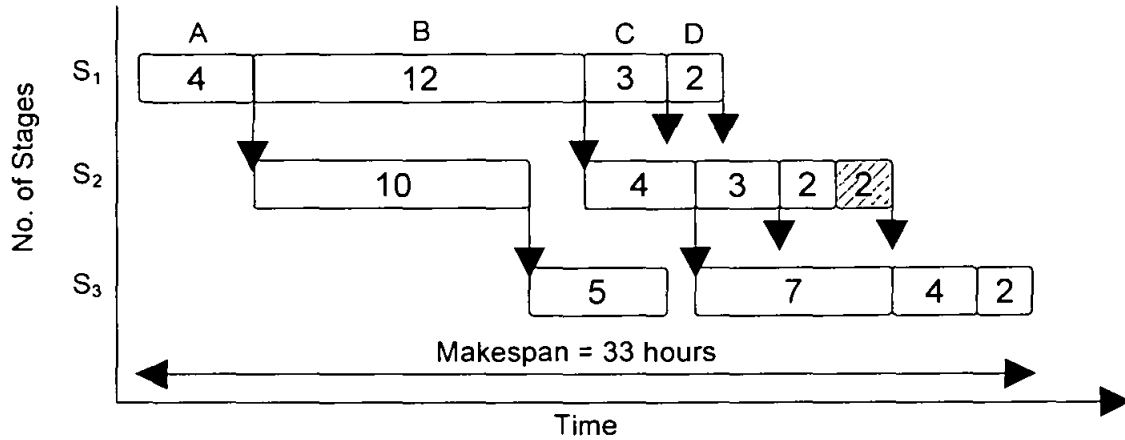 A B C D
S1 4 12 3 2
S2 10 4 3 2 2
S3 5 7 4 2
No. of Stages
Makespan = 33 hours
Time